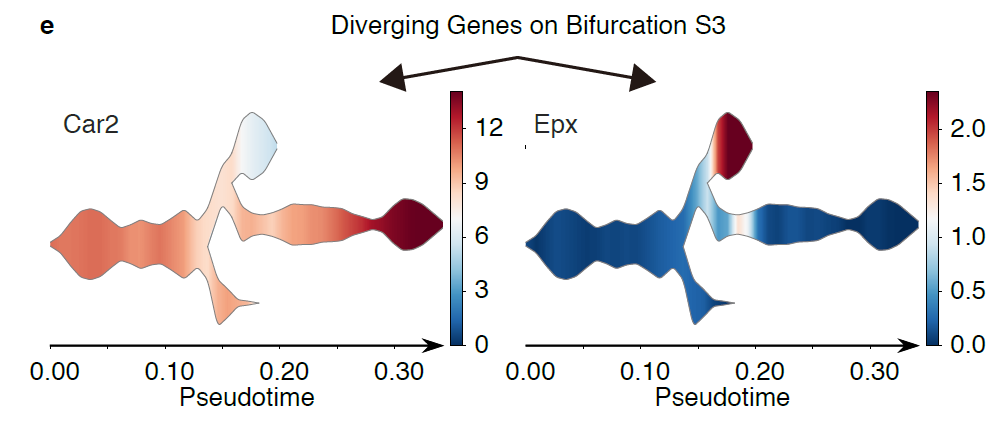 e
Diverging Genes on Bifurcation S3
Car2
12
9
6
3
0
0.00 0.10 0.20 0.30
Pseudotime
Epx
2.0
1.5
1.0
0.5
0.0
0.00 0.10 0.20 0.30
Pseudotime